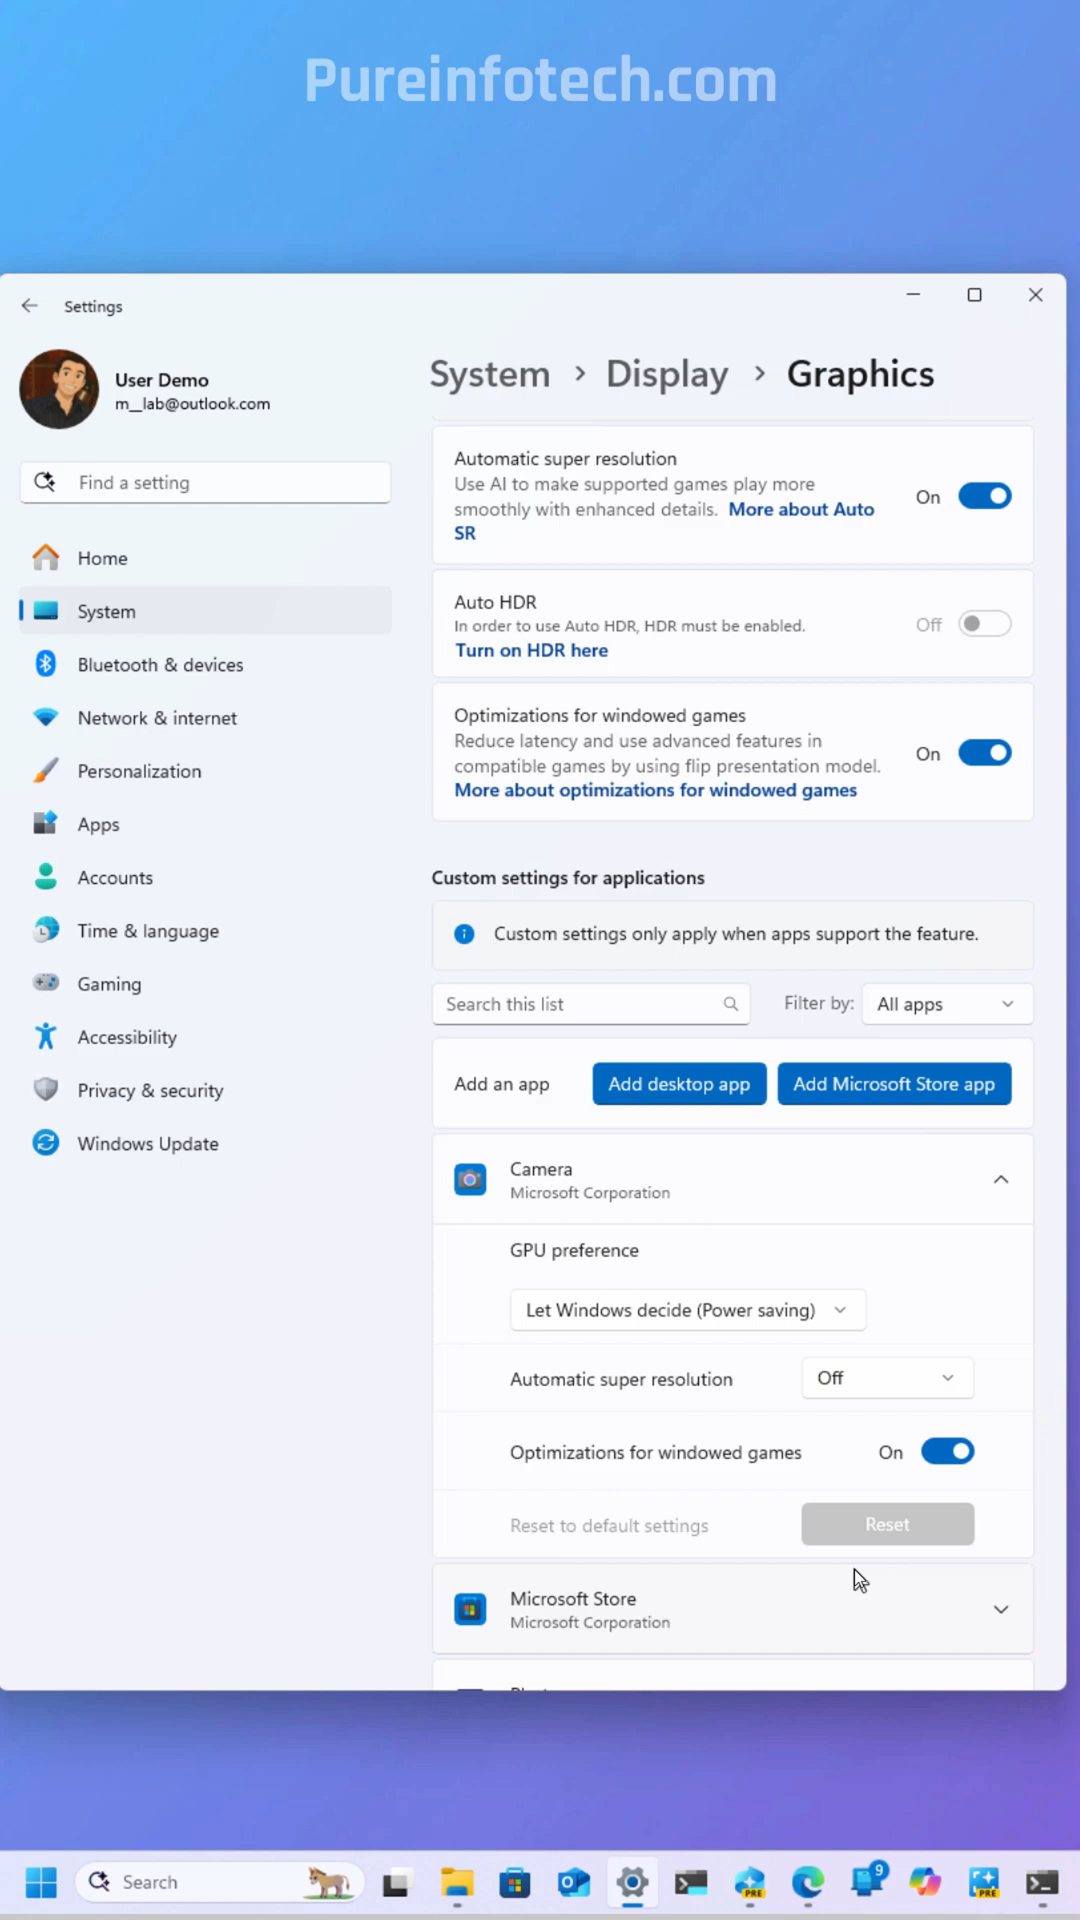 Pureinfotech.com
Settings
User Demo
m__lab@outlook.com
Find a setting
Home
System
Bluetooth & devices
Network & internet
Personalization
Apps
Accounts
Time & language
Gaming
Accessibility
Privacy & security
Windows Update
System > Display > Graphics
Automatic super resolution
Use AI to make supported games play more
smoothly with enhanced details. More about Auto
SR
On
Auto HDR
In order to use Auto HDR, HDR must be enabled.
Turn on HDR here
Off
Optimizations for windowed games
Reduce latency and use advanced features in
compatible games by using flip presentation model.
More about optimizations for windowed games
On
Custom settings for applications
Custom settings only apply when apps support the feature.
Search this list
Filter by: All apps
Add an app Add desktop app Add Microsoft Store app
Camera
Microsoft Corporation
GPU preference
Let Windows decide (Power saving)
Automatic super resolution Off
Optimizations for windowed games On
Reset to default settings Reset
Microsoft Store
Microsoft Corporation
Search
PRE
9
PRE